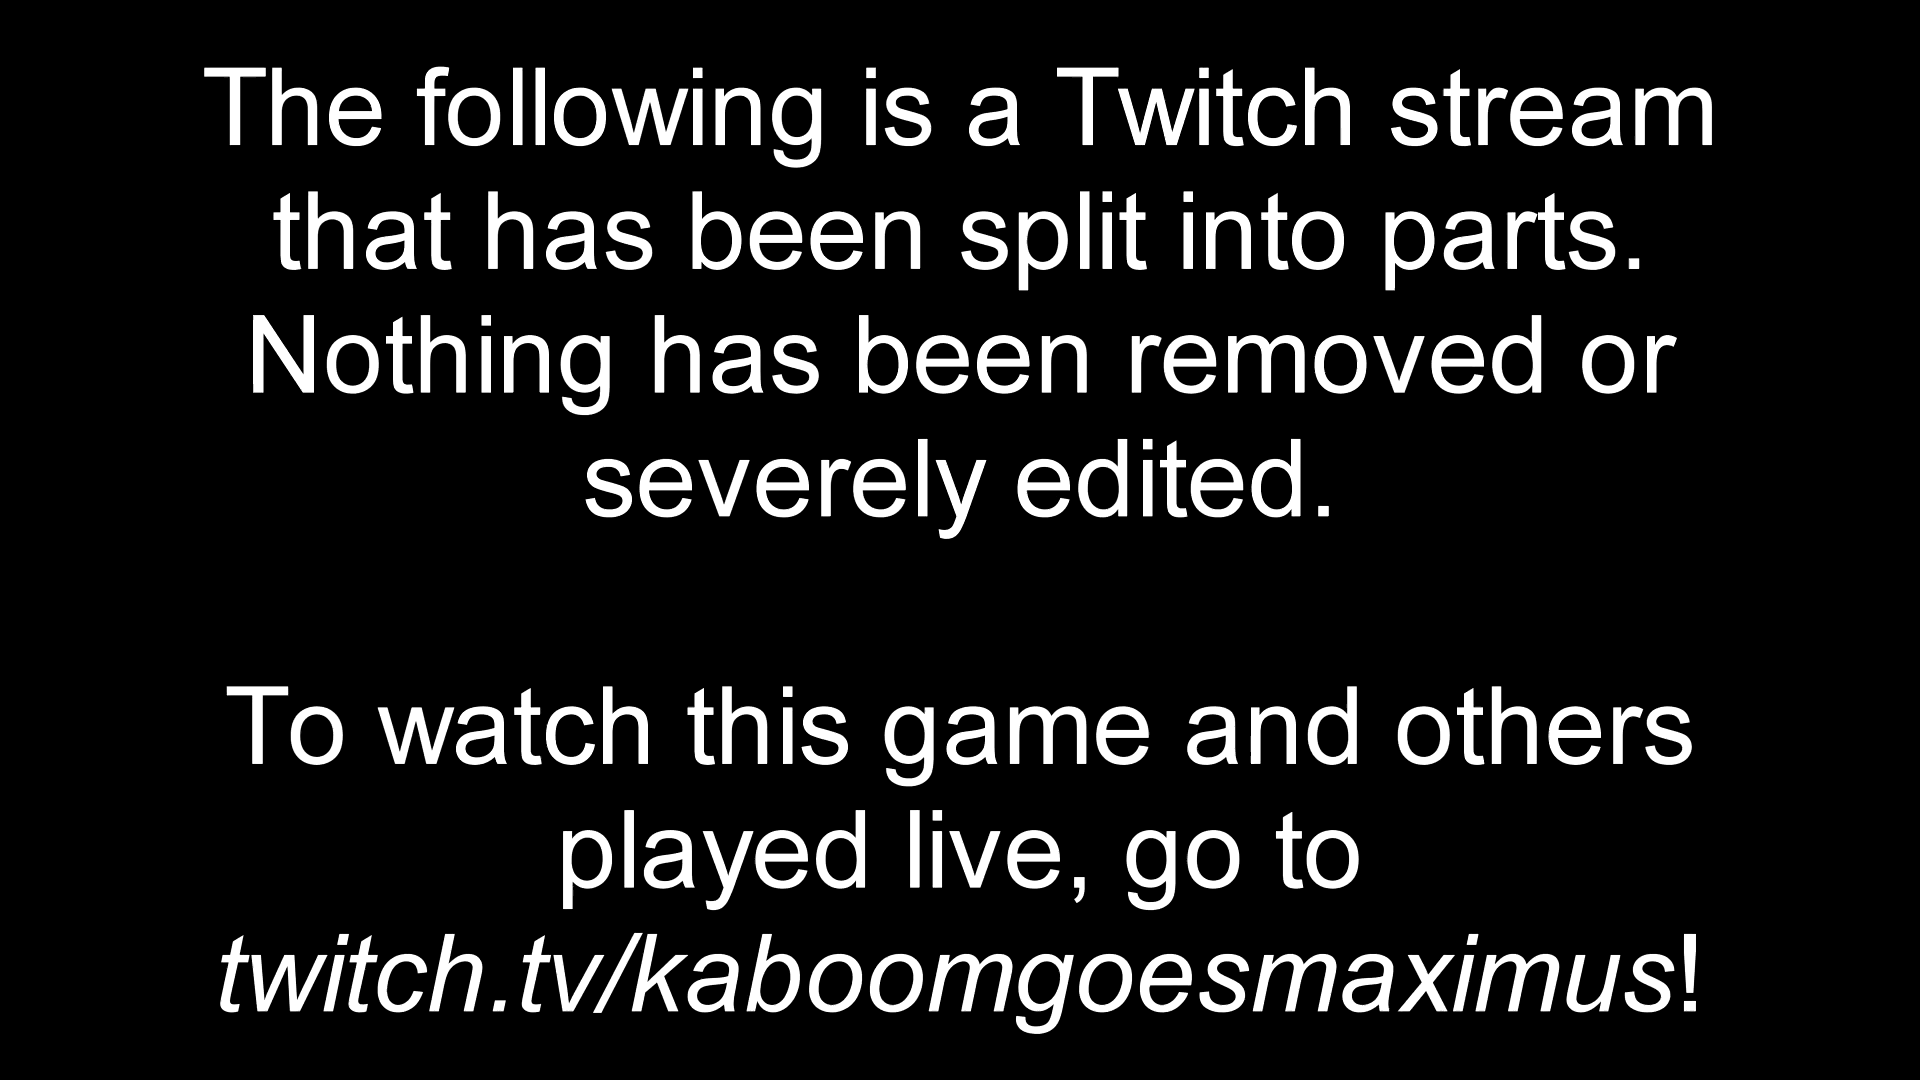 The following is a Twitch stream
that has been split into parts.
Nothing has been removed or
severely edited.
To watch this game and others
played live, go to
twitch.tv/kaboomgoesmaximus!